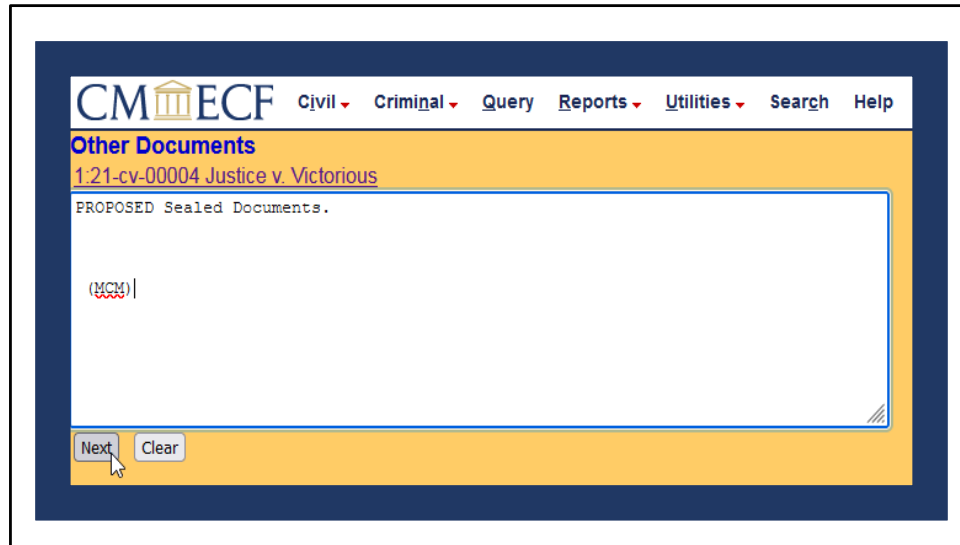 CM ECF Civil Criminal Query Reports Utilities Search Help
Other Documents
1:21-cv-00004 Justice v. Victorious
PROPOSED Sealed Documents.
(MCM)
Next Clear